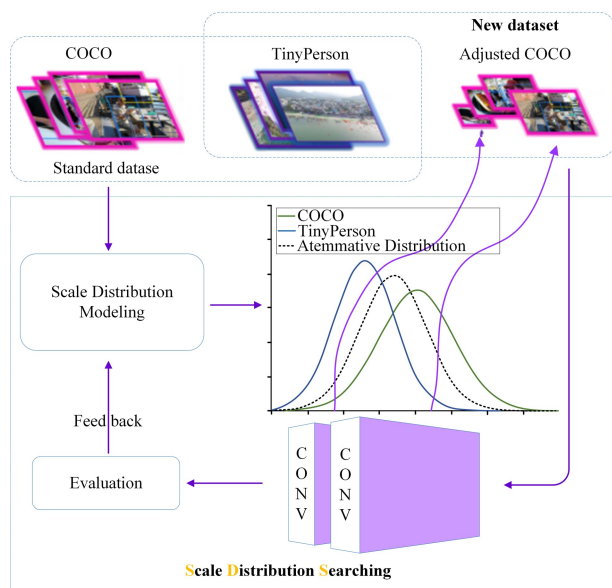 New dataset
COCO
TinyPerson
Adjusted COCO
Standard datase
COCO
TinyPerson
Atemmative Distribution
Scale Distribution
Modeling
Feed back
Evaluation
C
O
N
V
C
O
N
V
Scale Distribution Searching